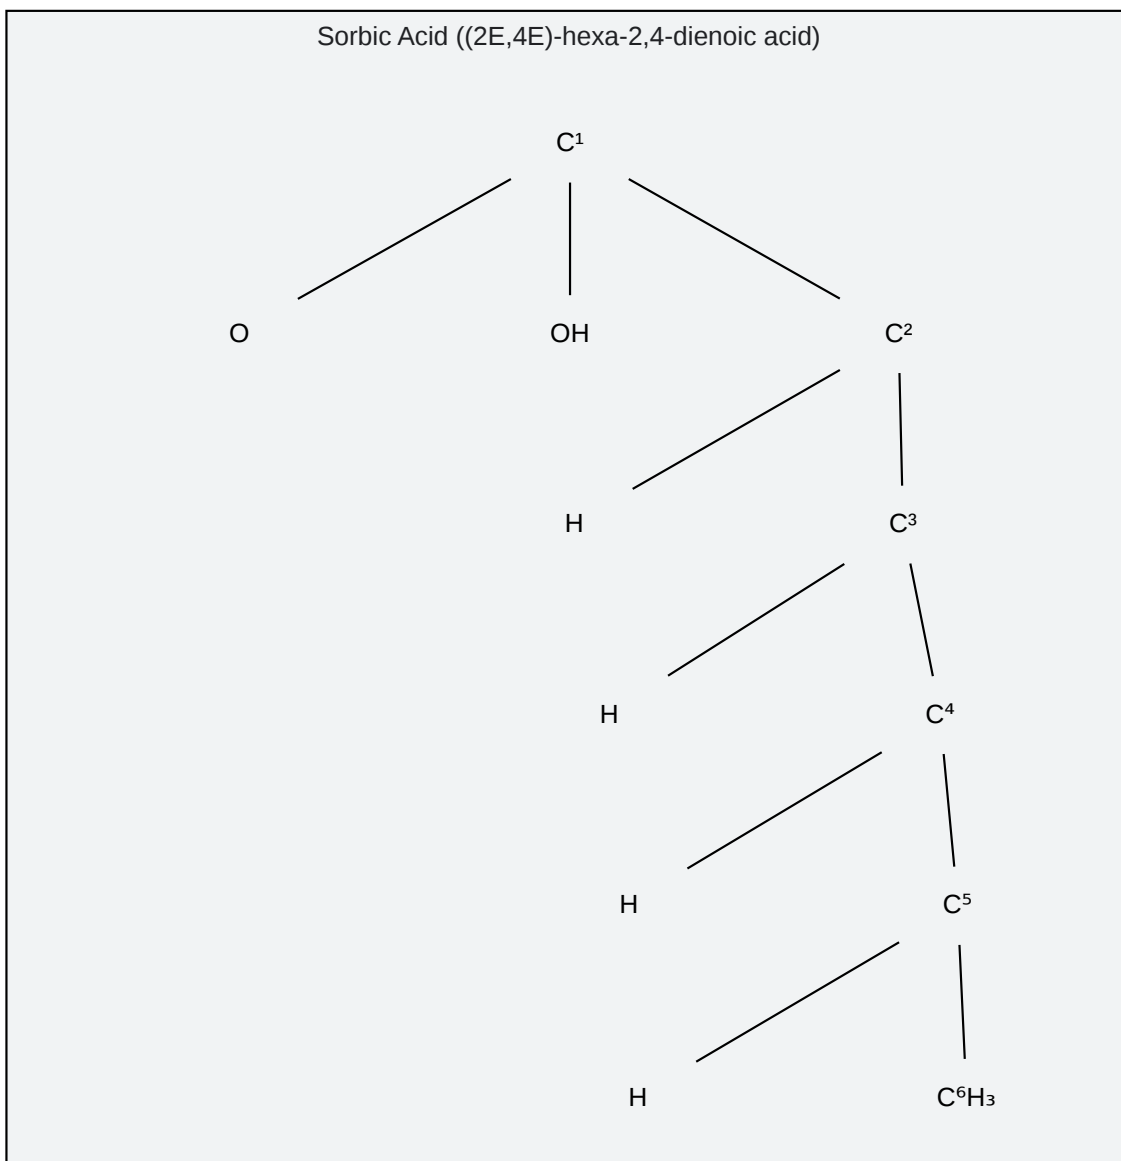 Sorbic Acid ((2E,4E)-hexa-2,4-dienoic acid)
C¹
O OH C²
H C³
H C⁴
H C⁵
H C⁶H₃